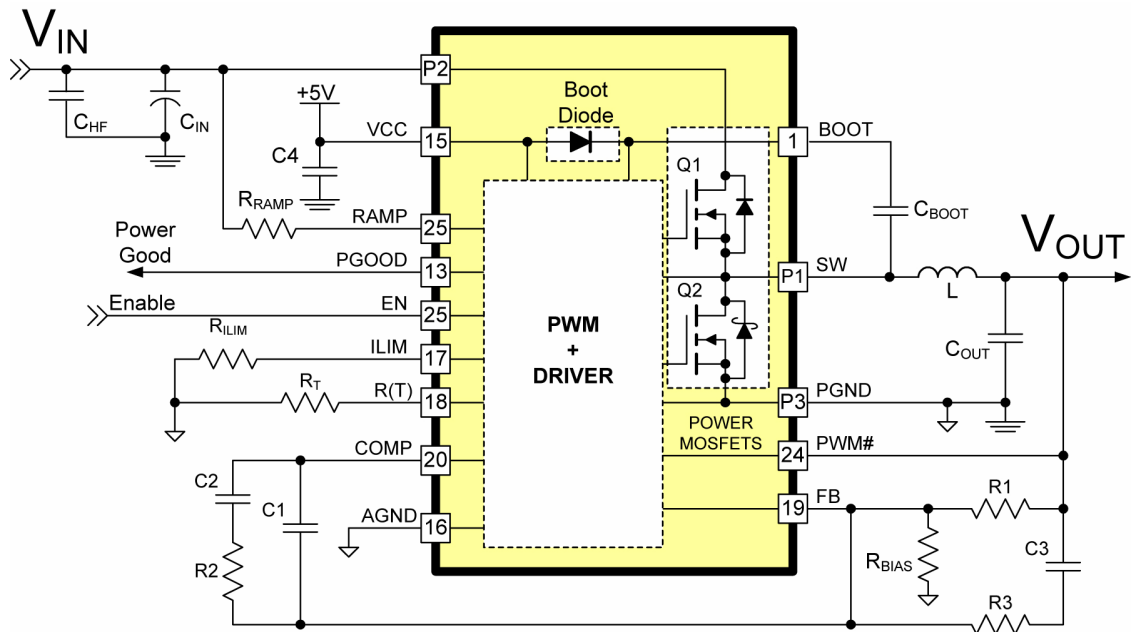 VIN
CHF
CIN
+5V
C4
RRAMP
Power
Good
Enable
RILIM
RT
C2
C1
R2
VCC
RAMP
PGOOD
EN
ILIM
R(T)
COMP
AGND
P2
15
25
13
25
17
18
20
16
Boot
Diode
Q1
Q2
PWM
+
DRIVER
POWER
MOSFETS
1
P1
P3
24
19
BOOT
SW
PGND
PWM#
FB
CBOOT
VOUT
L
COUT
R1
RBIAS
C3
R3